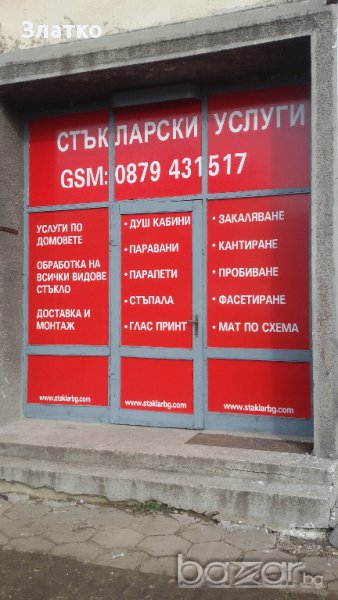 Златко
СТЪКЛАРСКИ УСЛУГИ
GSM: 0879 431517
УСЛУГИ ПО
ДОМОВЕТЕ
ОБРАБОТКА НА
ВСИЧКИ ВИДОВЕ
СТЪКЛО
ДОСТАВКА И
МОНТАЖ
• ДУШ КАБИНИ
• ПАРАВАНИ
• ПАРАПЕТИ
• СТЪПАЛА
• ГЛАС ПРИНТ
• ЗАКАЛЯВАНЕ
• КАНТИРАНЕ
• ПРОБИВАНЕ
• ФАСЕТИРАНЕ
• МАТ ПО СХЕМА
www.staklarbg.com
www.staklarbg.com
www.staklarbg.com
bazar.bg